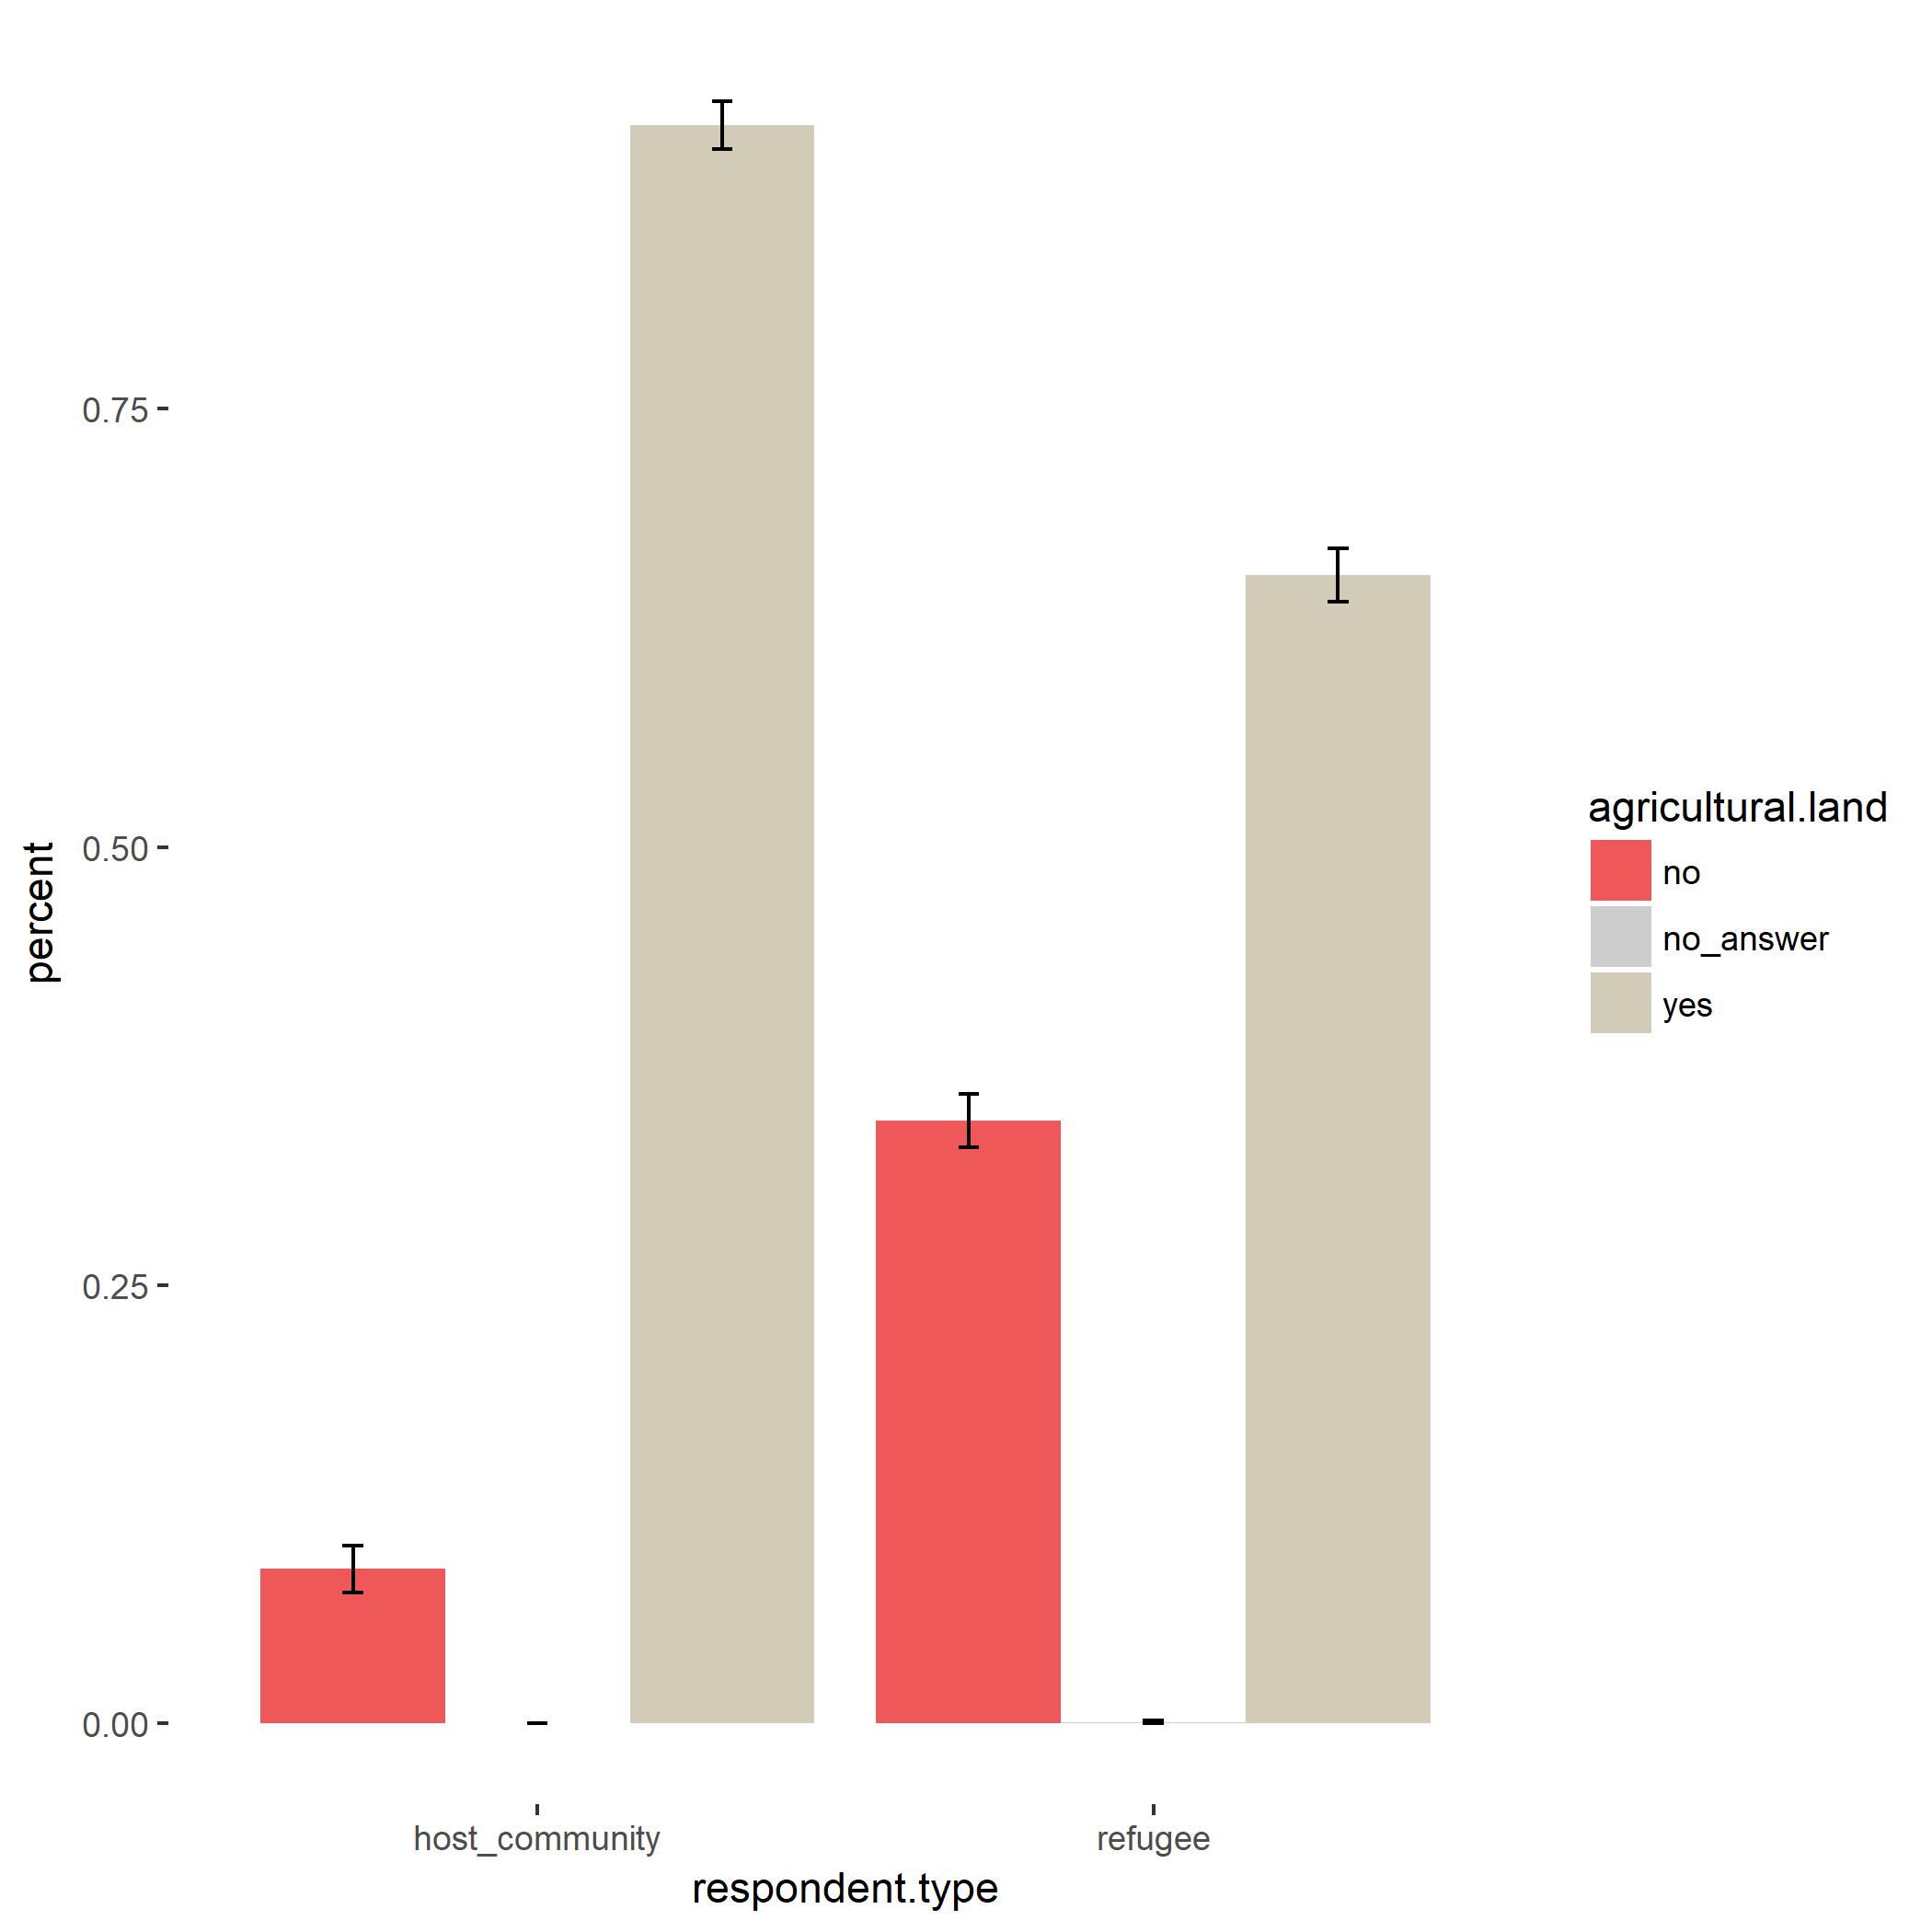 percent
0.75
0.50
0.25
0.00
host_community
refugee
respondent.type
agricultural.land
no
no_answer
yes